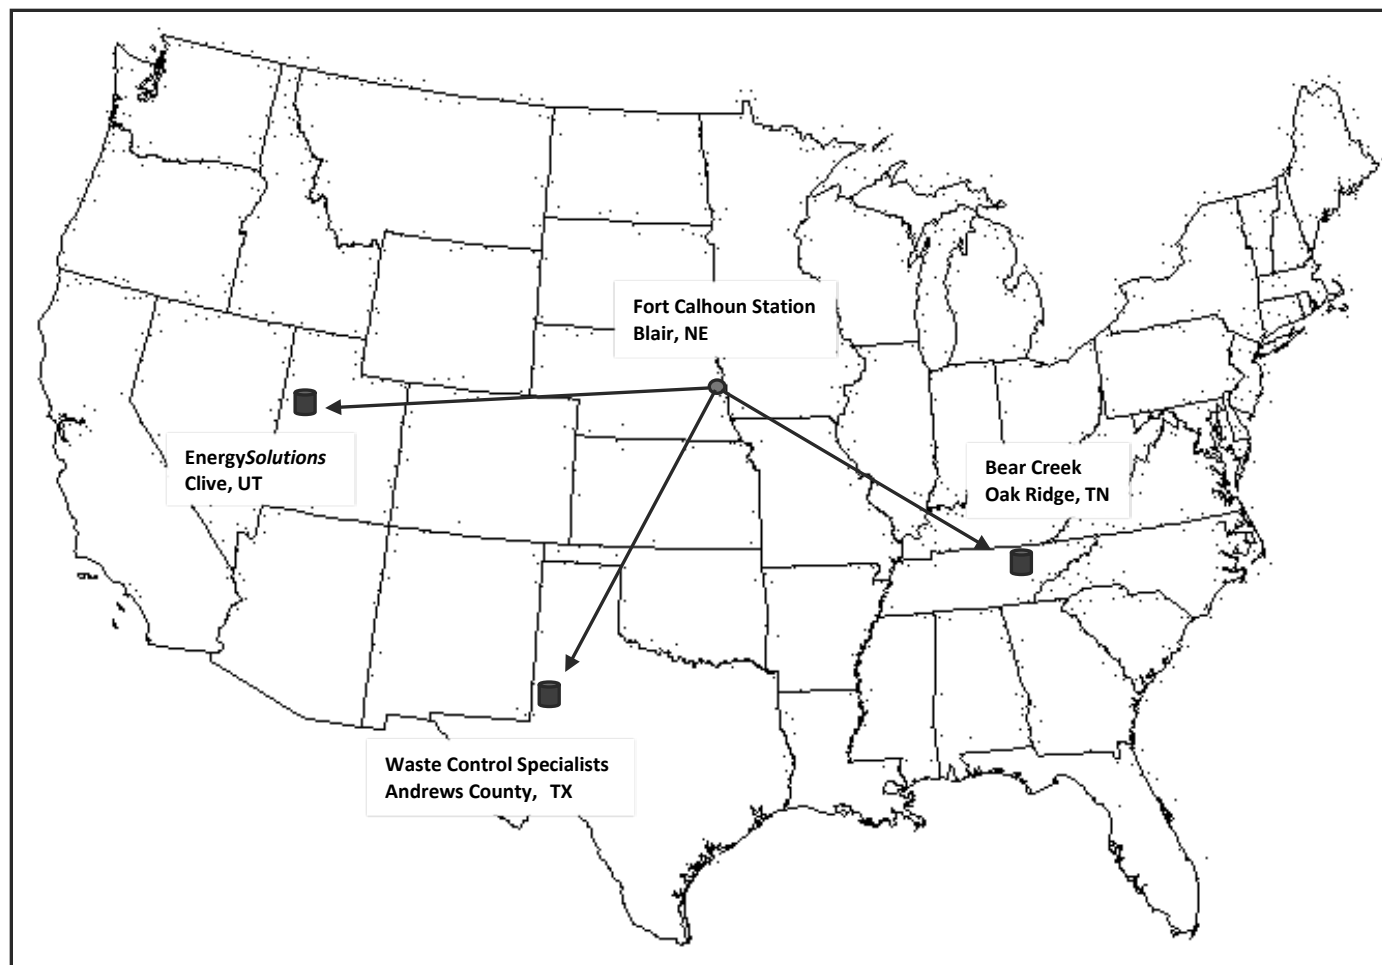 Fort Calhoun Station
Blair, NE
EnergySolutions
Clive, UT
Bear Creek
Oak Ridge, TN
Waste Control Specialists
Andrews County, TX